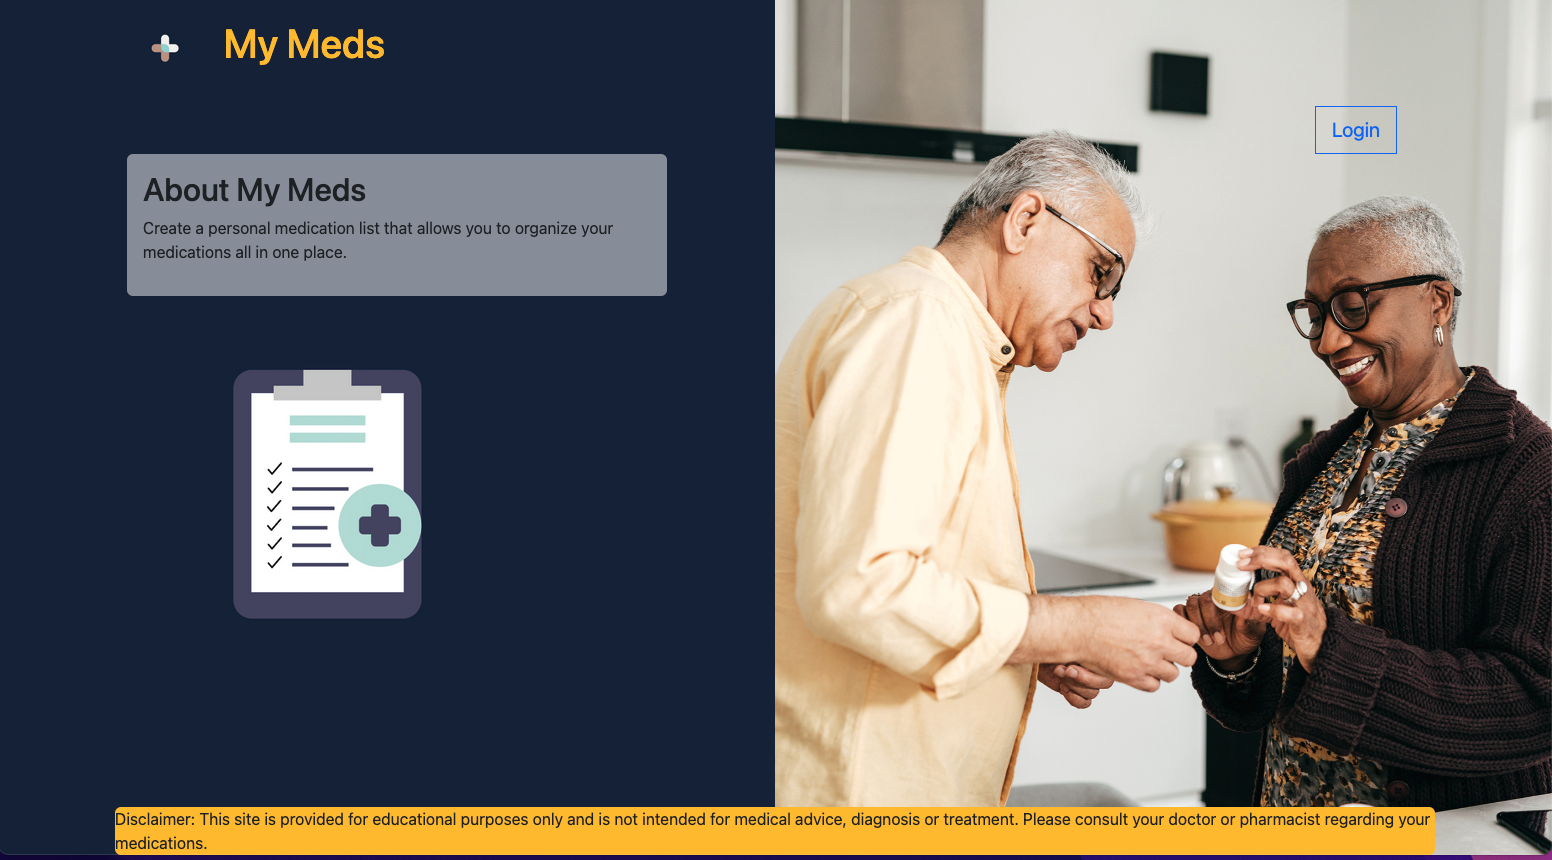 My Meds
Login
About My Meds
Create a personal medication list that allows you to organize your
medications all in one place.
Disclaimer: This site is provided for educational purposes only and is not intended for medical advice, diagnosis or treatment. Please consult your doctor or pharmacist regarding your
medications.